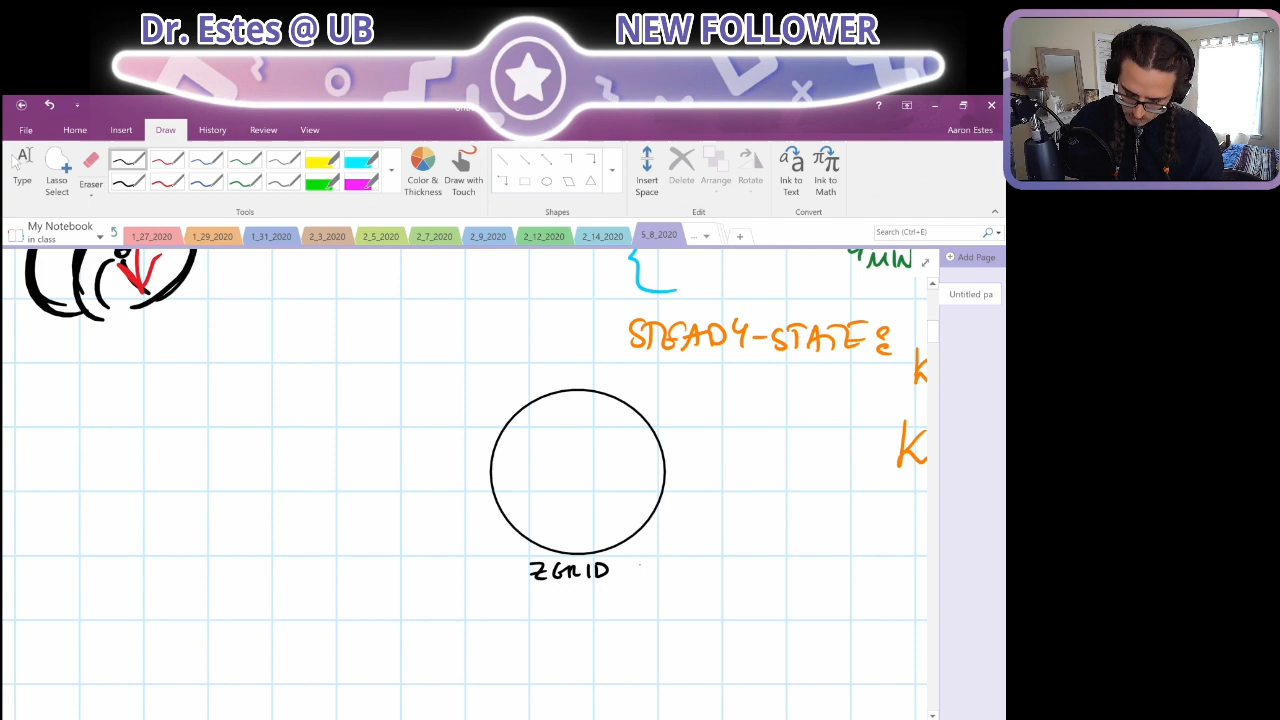 Dr. Estes @ UB NEW FOLLOWER
File Home Insert Draw History Review View Aaron Estes
Type Lasso Select Eraser Color & Thickness Draw with Touch Insert Space Delete Arrange Rotate Ink to Text Ink to Math
Tools Shapes Edit Convert
My Notebook
in class
1_27_2020 1_29_2020 1_31_2020 2_3_2020 2_5_2020 2_7_2020 2_9_2020 2_12_2020 2_14_2020 5_8_2020 ... Search (Ctrl+E)
Add Page
Untitled pa
STEADY-STATE
K
K
ZGRID